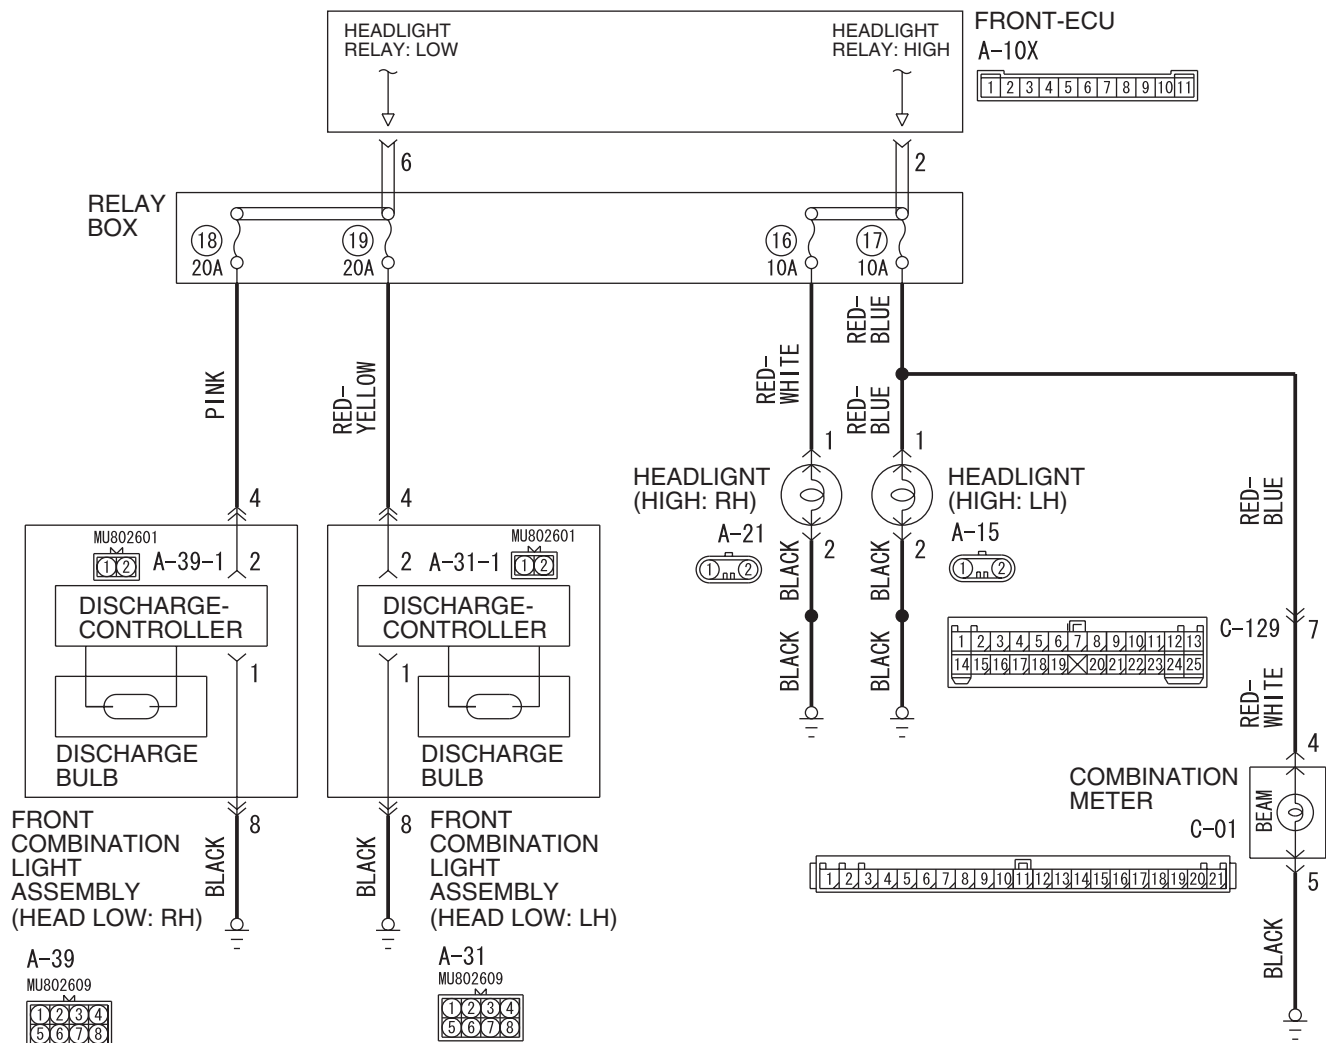 HEADLIGHT
RELAY: LOW
HEADLIGHT
RELAY: HIGH
FRONT-ECU
A-10X
1 2 3 4 5 6 7 8 9 10 11
6
2
RELAY
BOX
18
20A
19
20A
16
10A
17
10A
PINK
RED-
YELLOW
RED-
WHITE
RED-
BLUE
RED-
BLUE
RED-
BLUE
4
4
1
1
HEADLIGNT
(HIGH: RH)
A-21
1 2
2
BLACK
BLACK
HEADLIGNT
(HIGH: LH)
A-15
1 2
2
BLACK
BLACK
MU802601
1 2
A-39-1
2
DISCHARGE-
CONTROLLER
1
DISCHARGE
BULB
MU802601
2
A-31-1
1 2
DISCHARGE-
CONTROLLER
1
DISCHARGE
BULB
1 2 3 4 5 6 7 8 9 10 11 12 13
14 15 16 17 18 19 20 21 22 23 24 25
C-129
7
RED-
WHITE
4
COMBINATION
METER
C-01
BEAM
1 2 3 4 5 6 7 8 9 10 11 12 13 14 15 16 17 18 19 20 21
5
BLACK
8
FRONT
COMBINATION
LIGHT
ASSEMBLY
(HEAD LOW: RH)
BLACK
A-39
MU802609
1 2 3 4
5 6 7 8
8
FRONT
COMBINATION
LIGHT
ASSEMBLY
(HEAD LOW: LH)
BLACK
A-31
MU802609
1 2 3 4
5 6 7 8